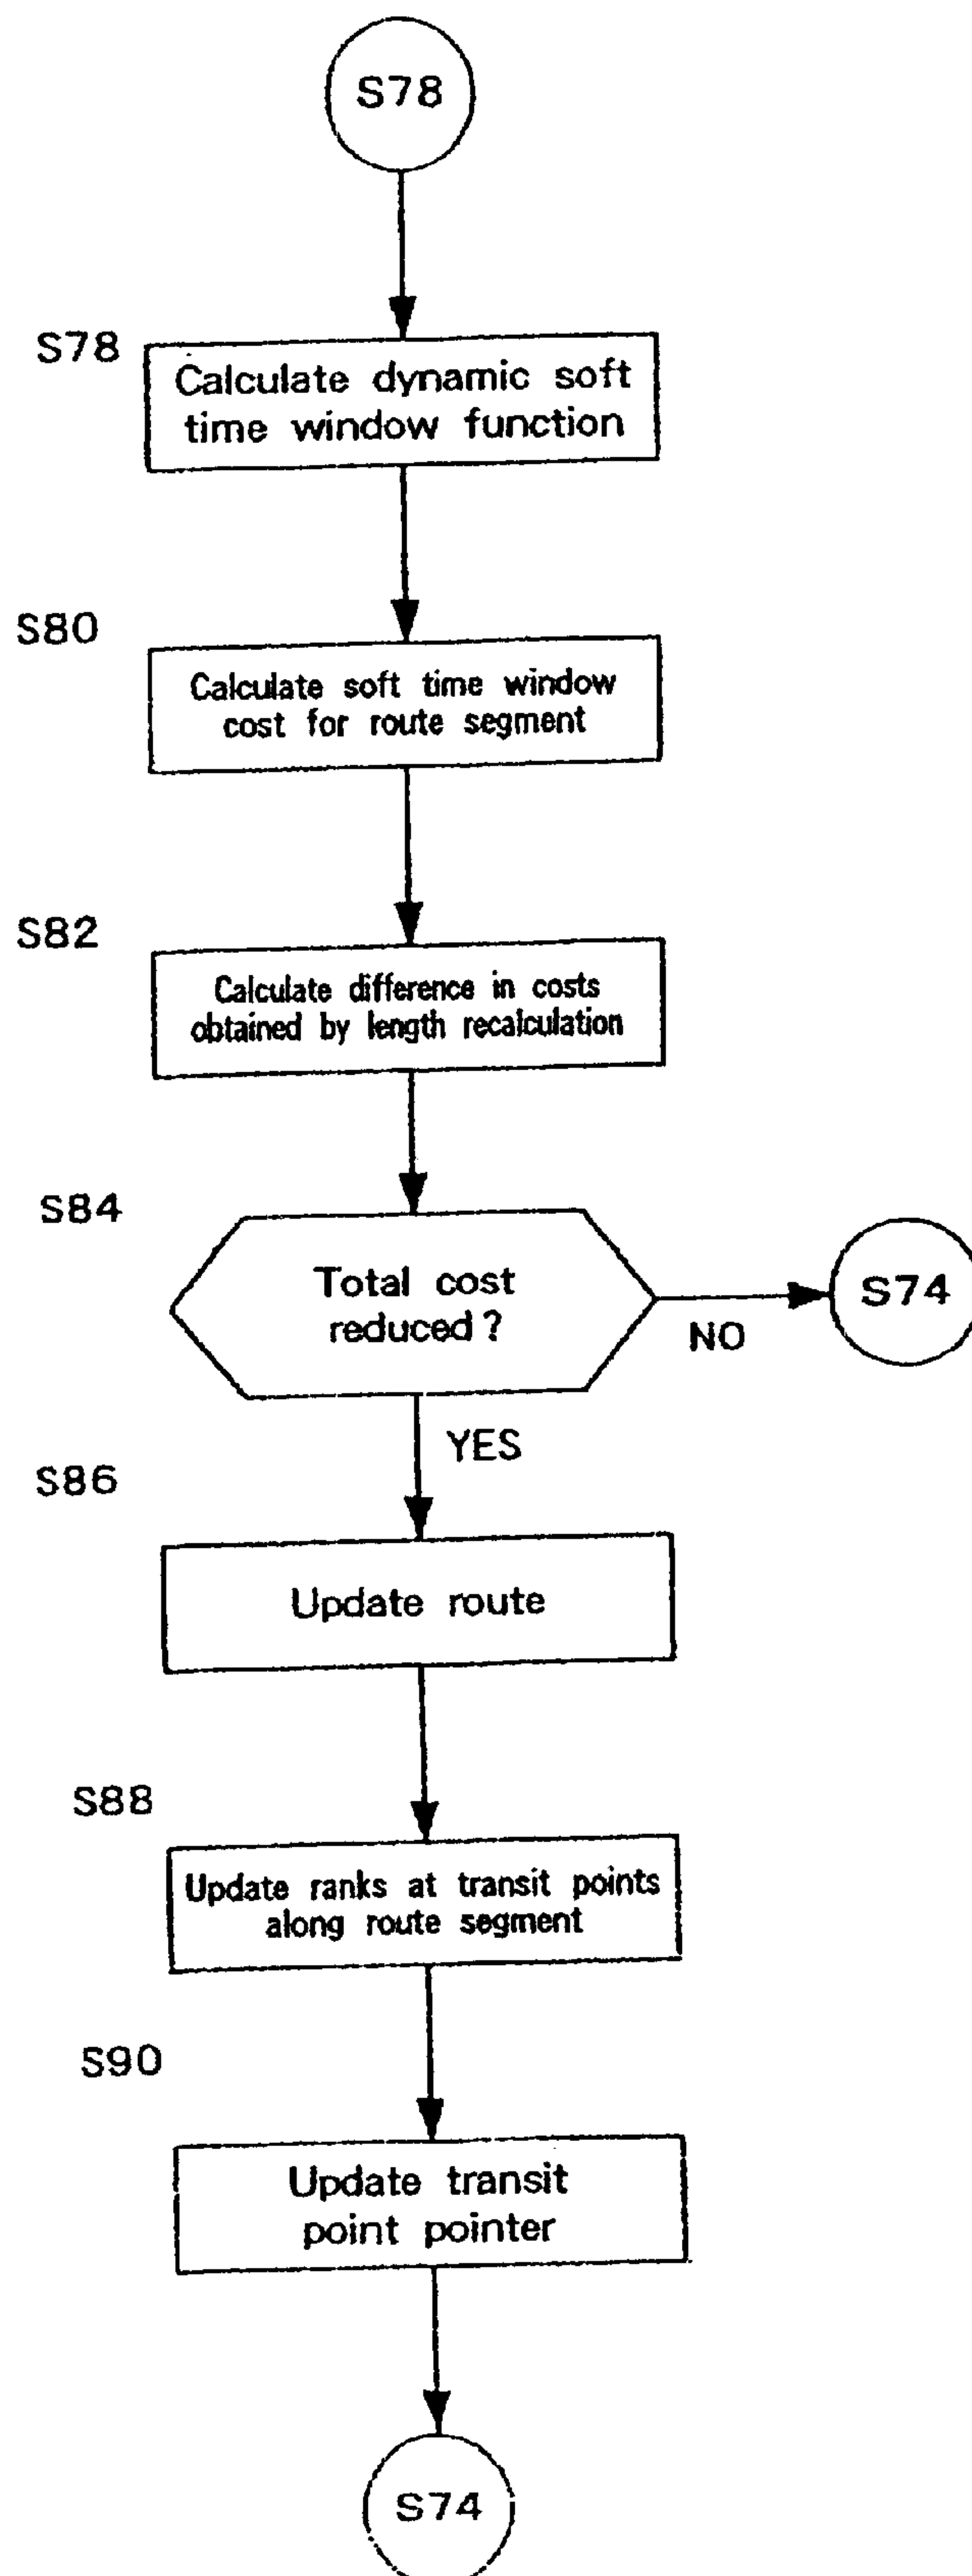 S78
S78
Calculate dynamic soft
time window function
S80
Calculate soft time window
cost for route segment
S82
Calculate difference in costs
obtained by length recalculation
S84
Total cost
reduced ?
NO
S74
YES
S86
Update route
S88
Update ranks at transit points
along route segment
S90
Update transit
point pointer
S74